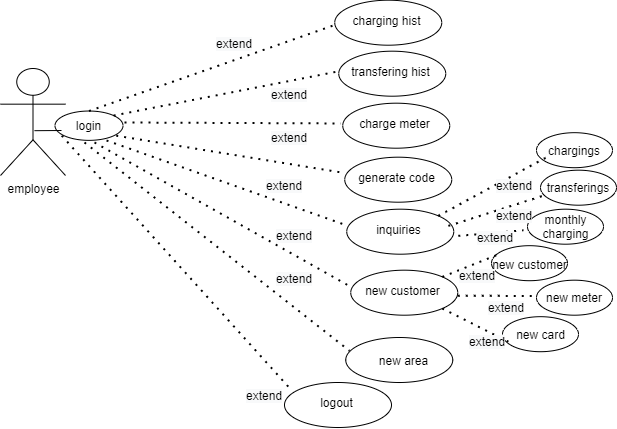 charging hist
extend
transfering hist
extend
login
charge meter
extend
chargings
employee
generate code
extend
extend
transferings
extend
inquiries
monthly
charging
extend
extend
new customer
extend
extend
new customer
new meter
extend
new card
extend
new area
extend
logout